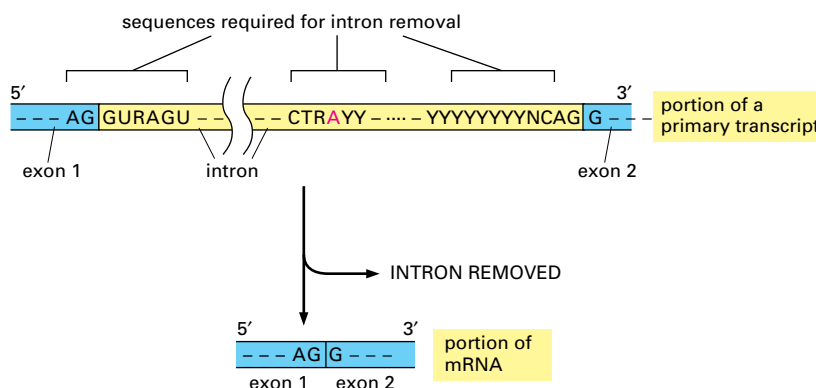 sequences required for intron removal
5′ 3′
– – – AG GURAGU – – – – CTRAYY – ···· – YYYYYYYYNCAG G – – – portion of a
primary transcript
exon 1 intron exon 2
INTRON REMOVED
5′ 3′
– – – AG G – – – portion of
mRNA
exon 1 exon 2